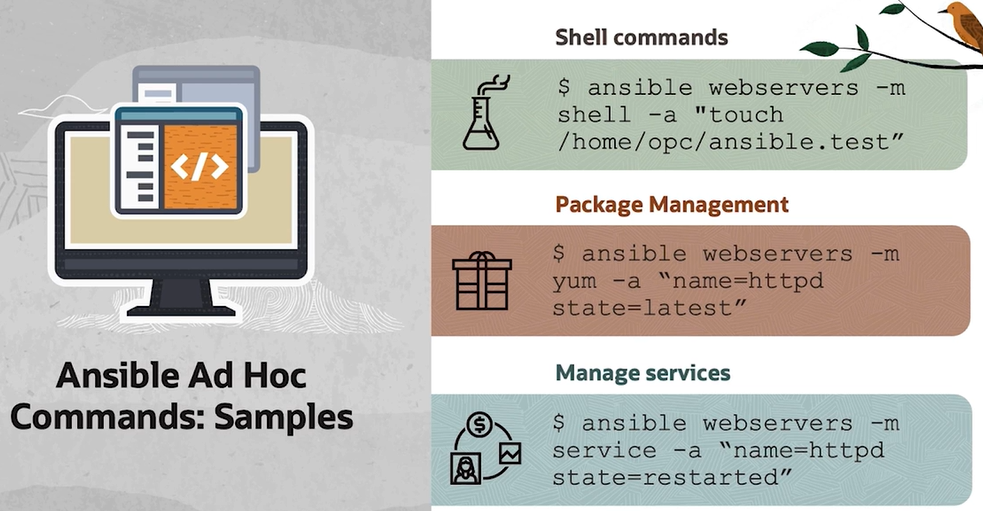 </>
Ansible Ad Hoc
Commands: Samples
Shell commands
$ ansible webservers -m
shell -a "touch
/home/opc/ansible.test”
Package Management
$ ansible webservers -m
yum -a “name=httpd
state=latest”
Manage services
$
$ ansible webservers -m
service -a “name=httpd
state=restarted”